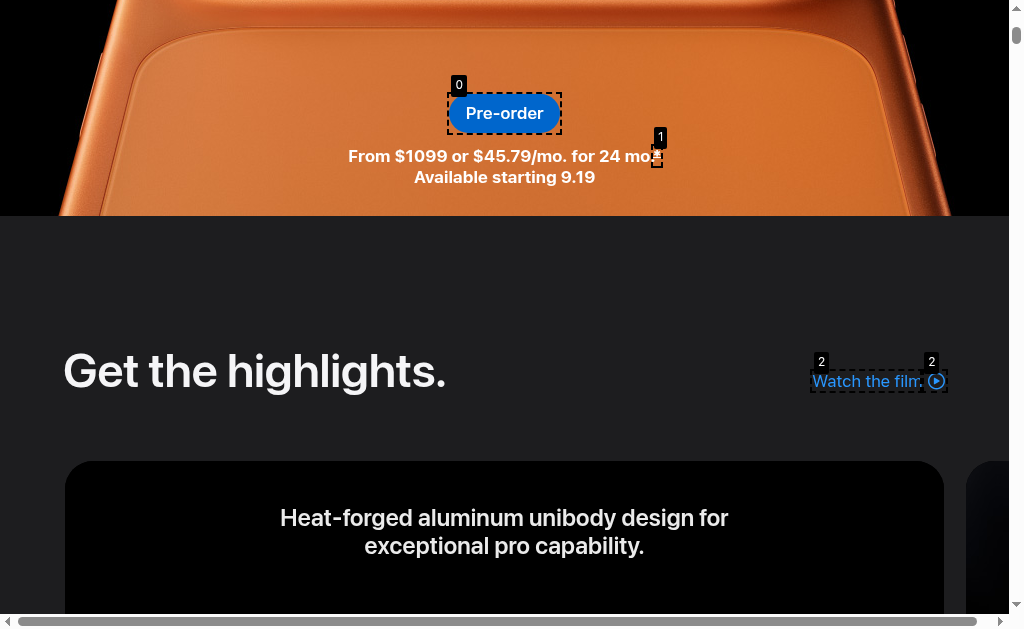 0
Pre-order
1
From $1099 or $45.79/mo. for 24 mo.*
Available starting 9.19
Get the highlights.
2 2
Watch the film
Heat-forged aluminum unibody design for
exceptional pro capability.